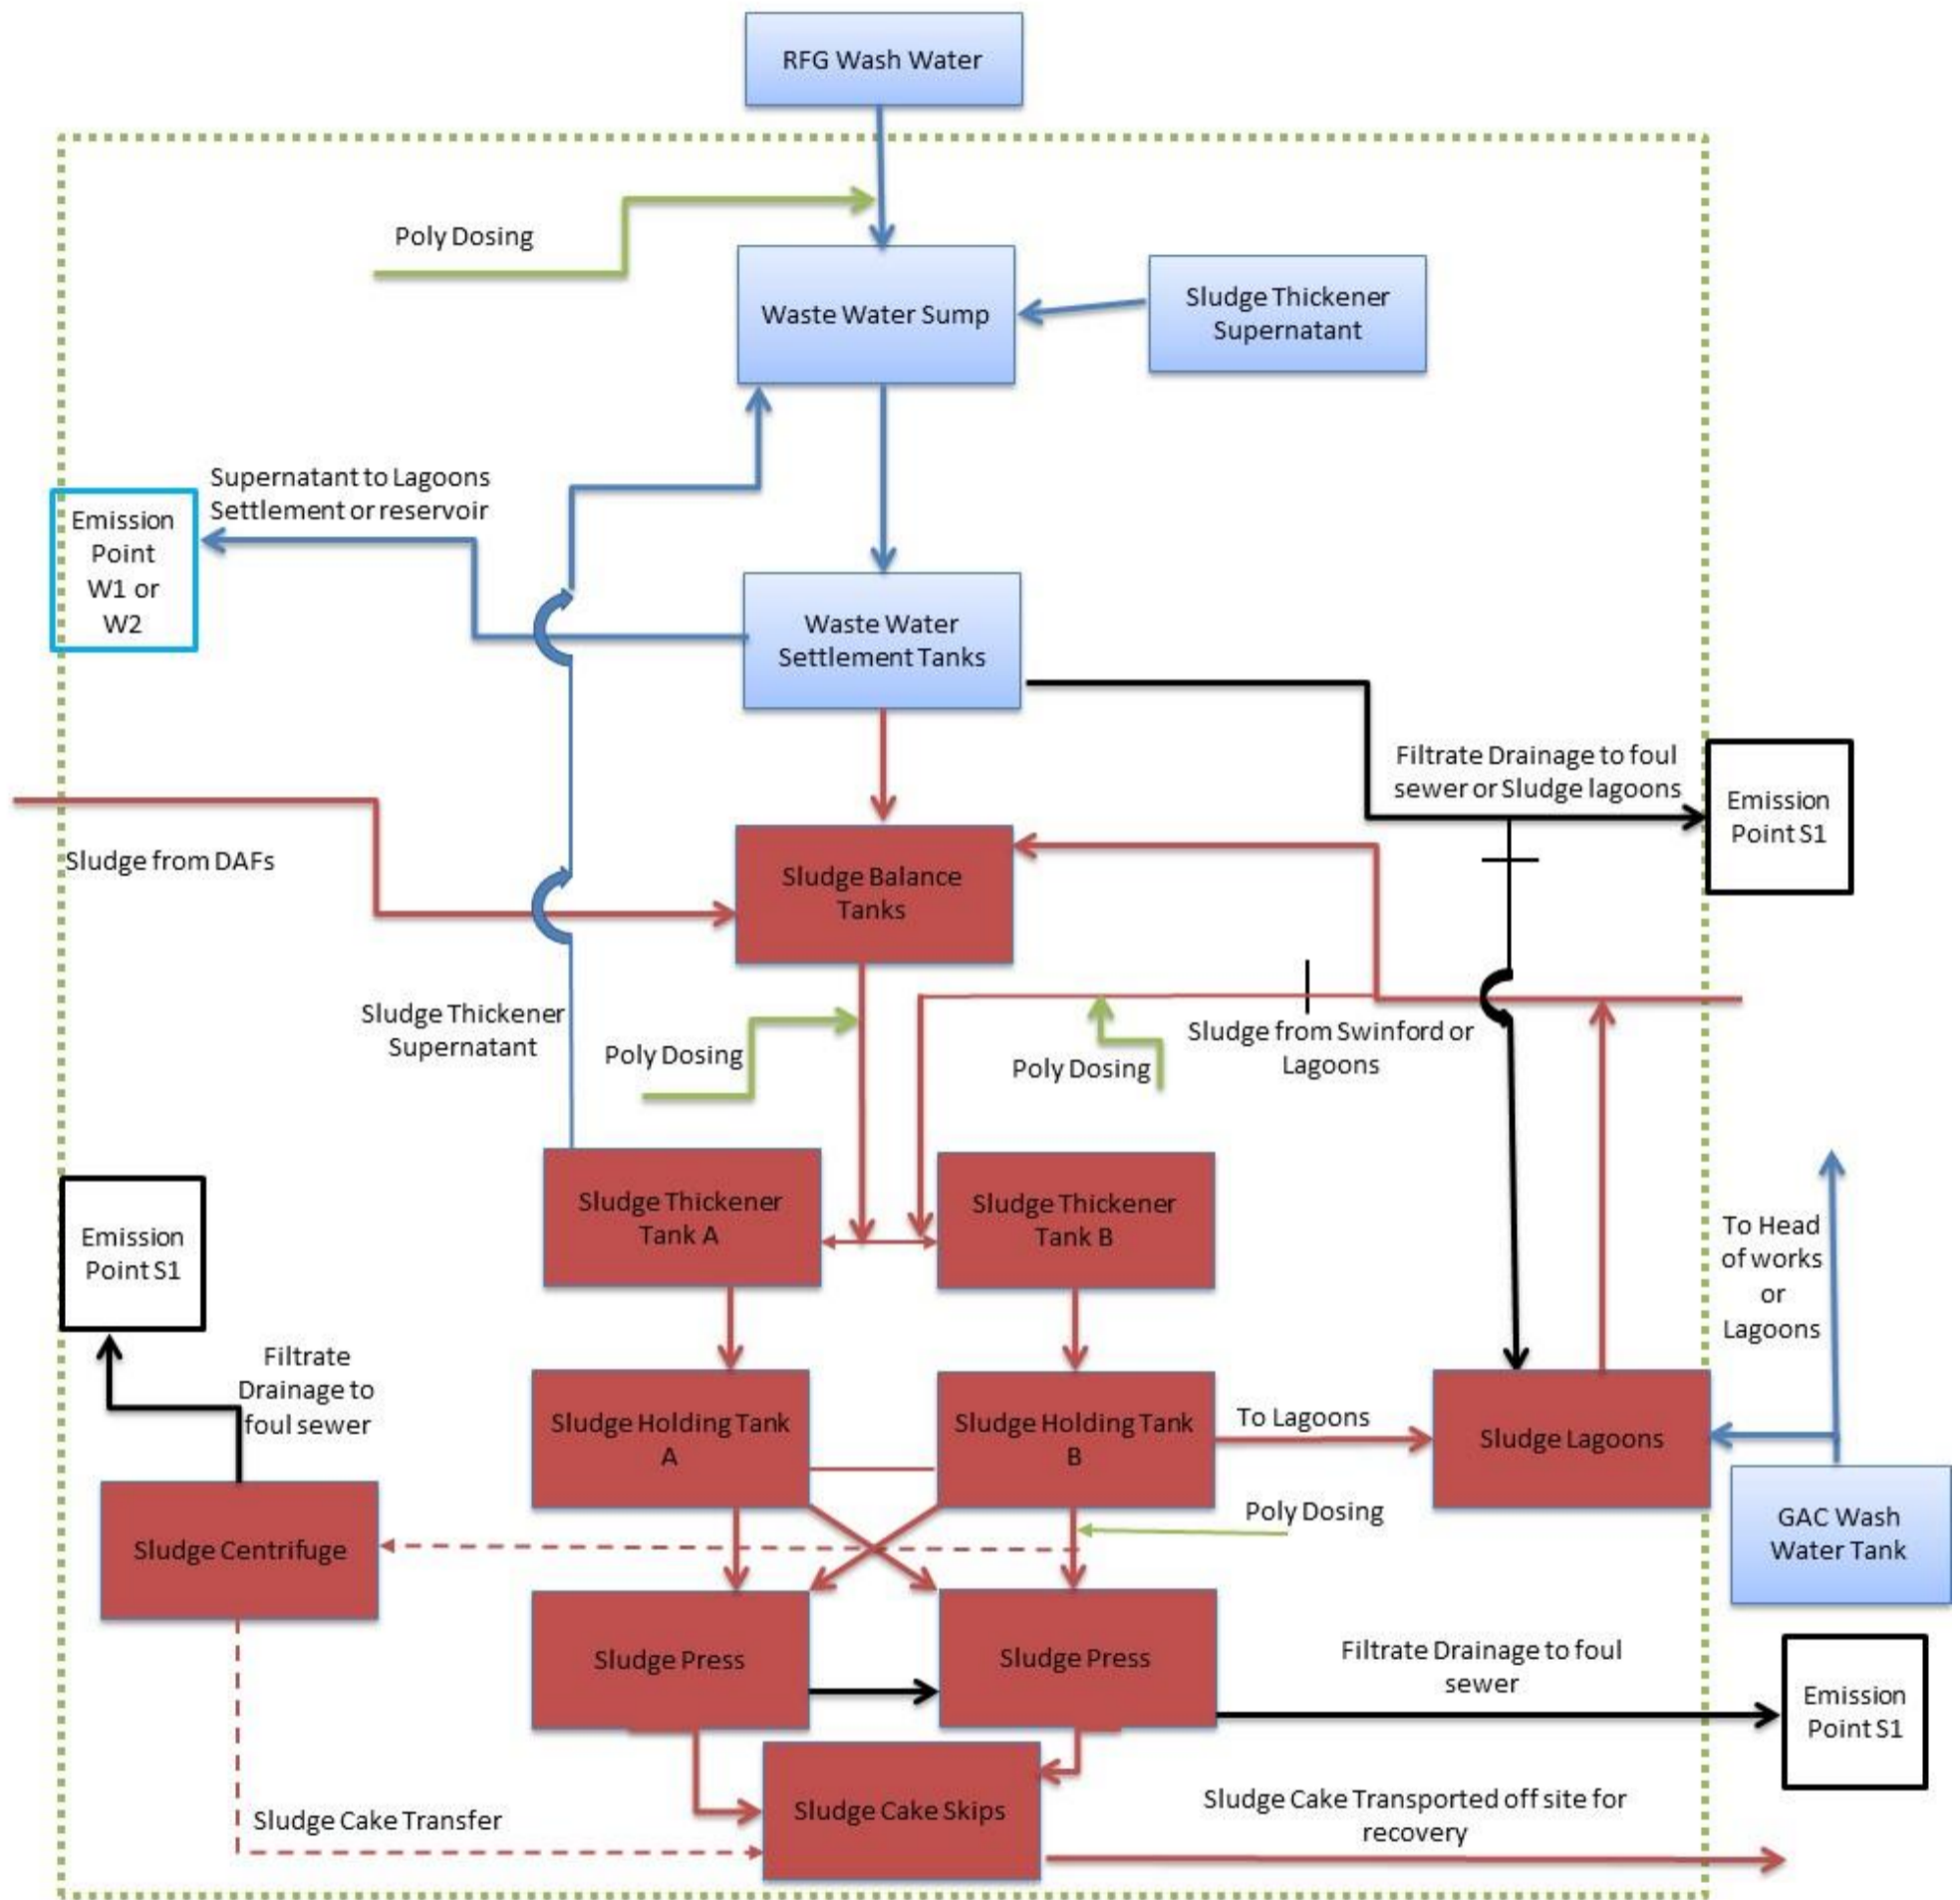 RFG Wash Water
Poly Dosing
Waste Water Sump
Sludge Thickener
Supernatant
Supernatant to Lagoons
Settlement or reservoir
Emission
Point
W1 or
W2
Waste Water
Settlement Tanks
Filtrate Drainage to foul
sewer or Sludge lagoons
Emission
Point S1
Sludge from DAFs
Sludge Balance
Tanks
Sludge Thickener
Supernatant
Poly Dosing
Poly Dosing
Sludge from Swinford or
Lagoons
Sludge Thickener
Tank A
Sludge Thickener
Tank B
Emission
Point S1
To Head
of works
or
Lagoons
Filtrate
Drainage to
foul sewer
Sludge Holding Tank
A
Sludge Holding Tank
B
To Lagoons
Sludge Lagoons
Sludge Centrifuge
Poly Dosing
GAC Wash
Water Tank
Sludge Press
Sludge Press
Filtrate Drainage to foul
sewer
Emission
Point S1
Sludge Cake Transfer
Sludge Cake Skips
Sludge Cake Transported off site for
recovery